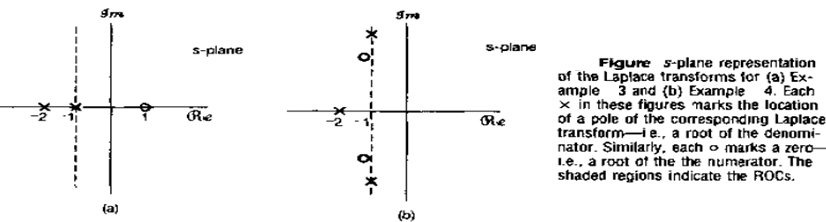 𝒥m
s-plane
-2
-1
1
ℛe
(a)
𝒥m
s-plane
-2
-1
ℛe
(b)
Figure s-plane representation
of the Laplace transforms for (a) Ex-
ample 3 and (b) Example 4. Each
× in these figures marks the location
of a pole of the corresponding Laplace
transform—i e., a root of the denomi-
nator. Similarly, each o marks a zero—
i.e., a root of the the numerator. The
shaded regions indicate the ROCs.